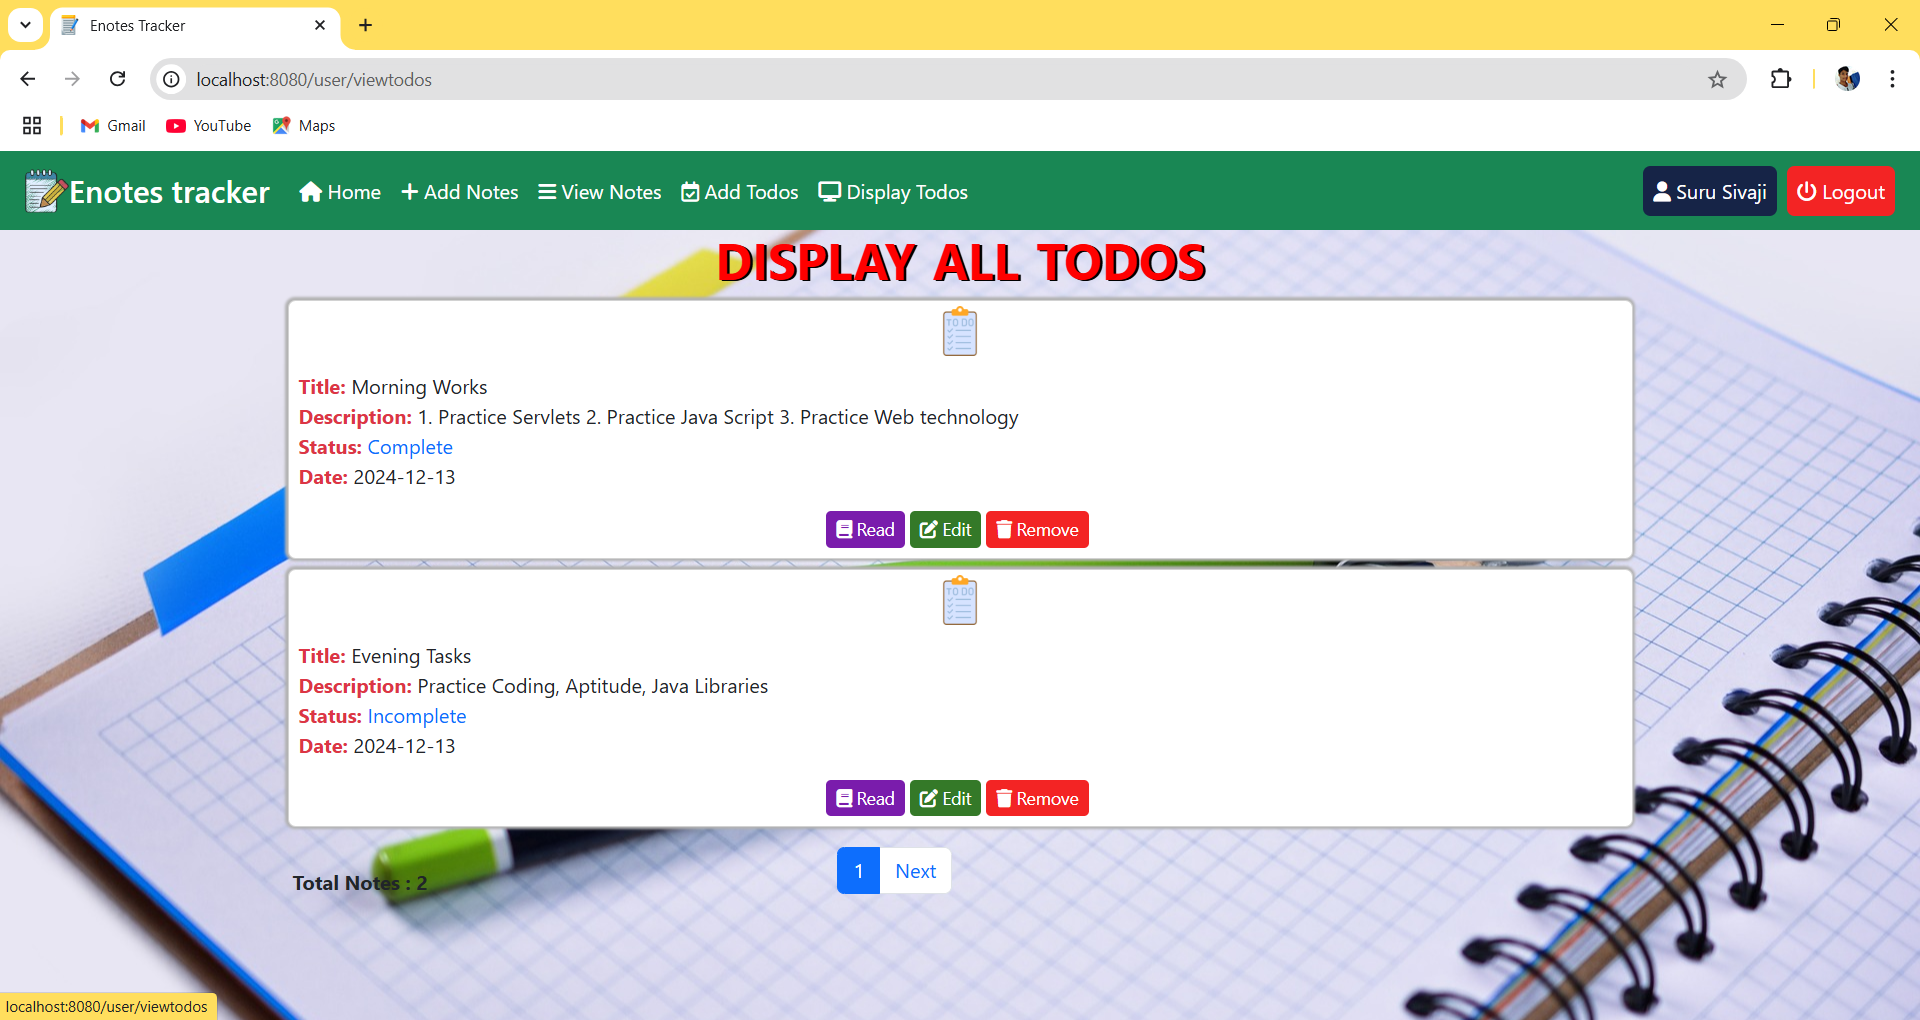 Enotes Tracker
localhost:8080/user/viewtodos
Gmail YouTube Maps
Enotes tracker Home Add Notes View Notes Add Todos Display Todos Suru Sivaji Logout
DISPLAY ALL TODOS
TO DO
Title: Morning Works
Description: 1. Practice Servlets 2. Practice Java Script 3. Practice Web technology
Status: Complete
Date: 2024-12-13
Read Edit Remove
TO DO
Title: Evening Tasks
Description: Practice Coding, Aptitude, Java Libraries
Status: Incomplete
Date: 2024-12-13
Read Edit Remove
1 Next
Total Notes : 2
localhost:8080/user/viewtodos